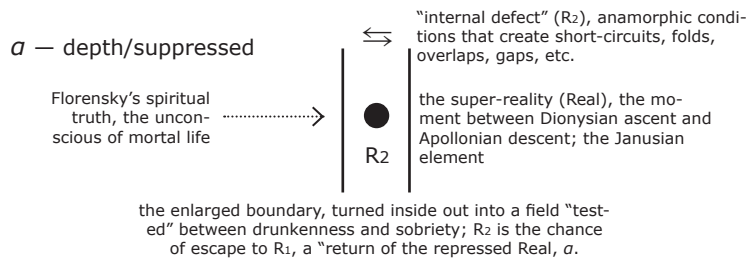 “internal defect” (R2), anamorphic condi-
tions that create short-circuits, folds,
overlaps, gaps, etc.
a — depth/suppressed
Florensky’s spiritual
truth, the uncon-
scious of mortal life
the super-reality (Real), the mo-
ment between Dionysian ascent and
Apollonian descent; the Janusian
element
R2
the enlarged boundary, turned inside out into a field “test-
ed” between drunkenness and sobriety; R2 is the chance
of escape to R1, a “return of the repressed Real, a.